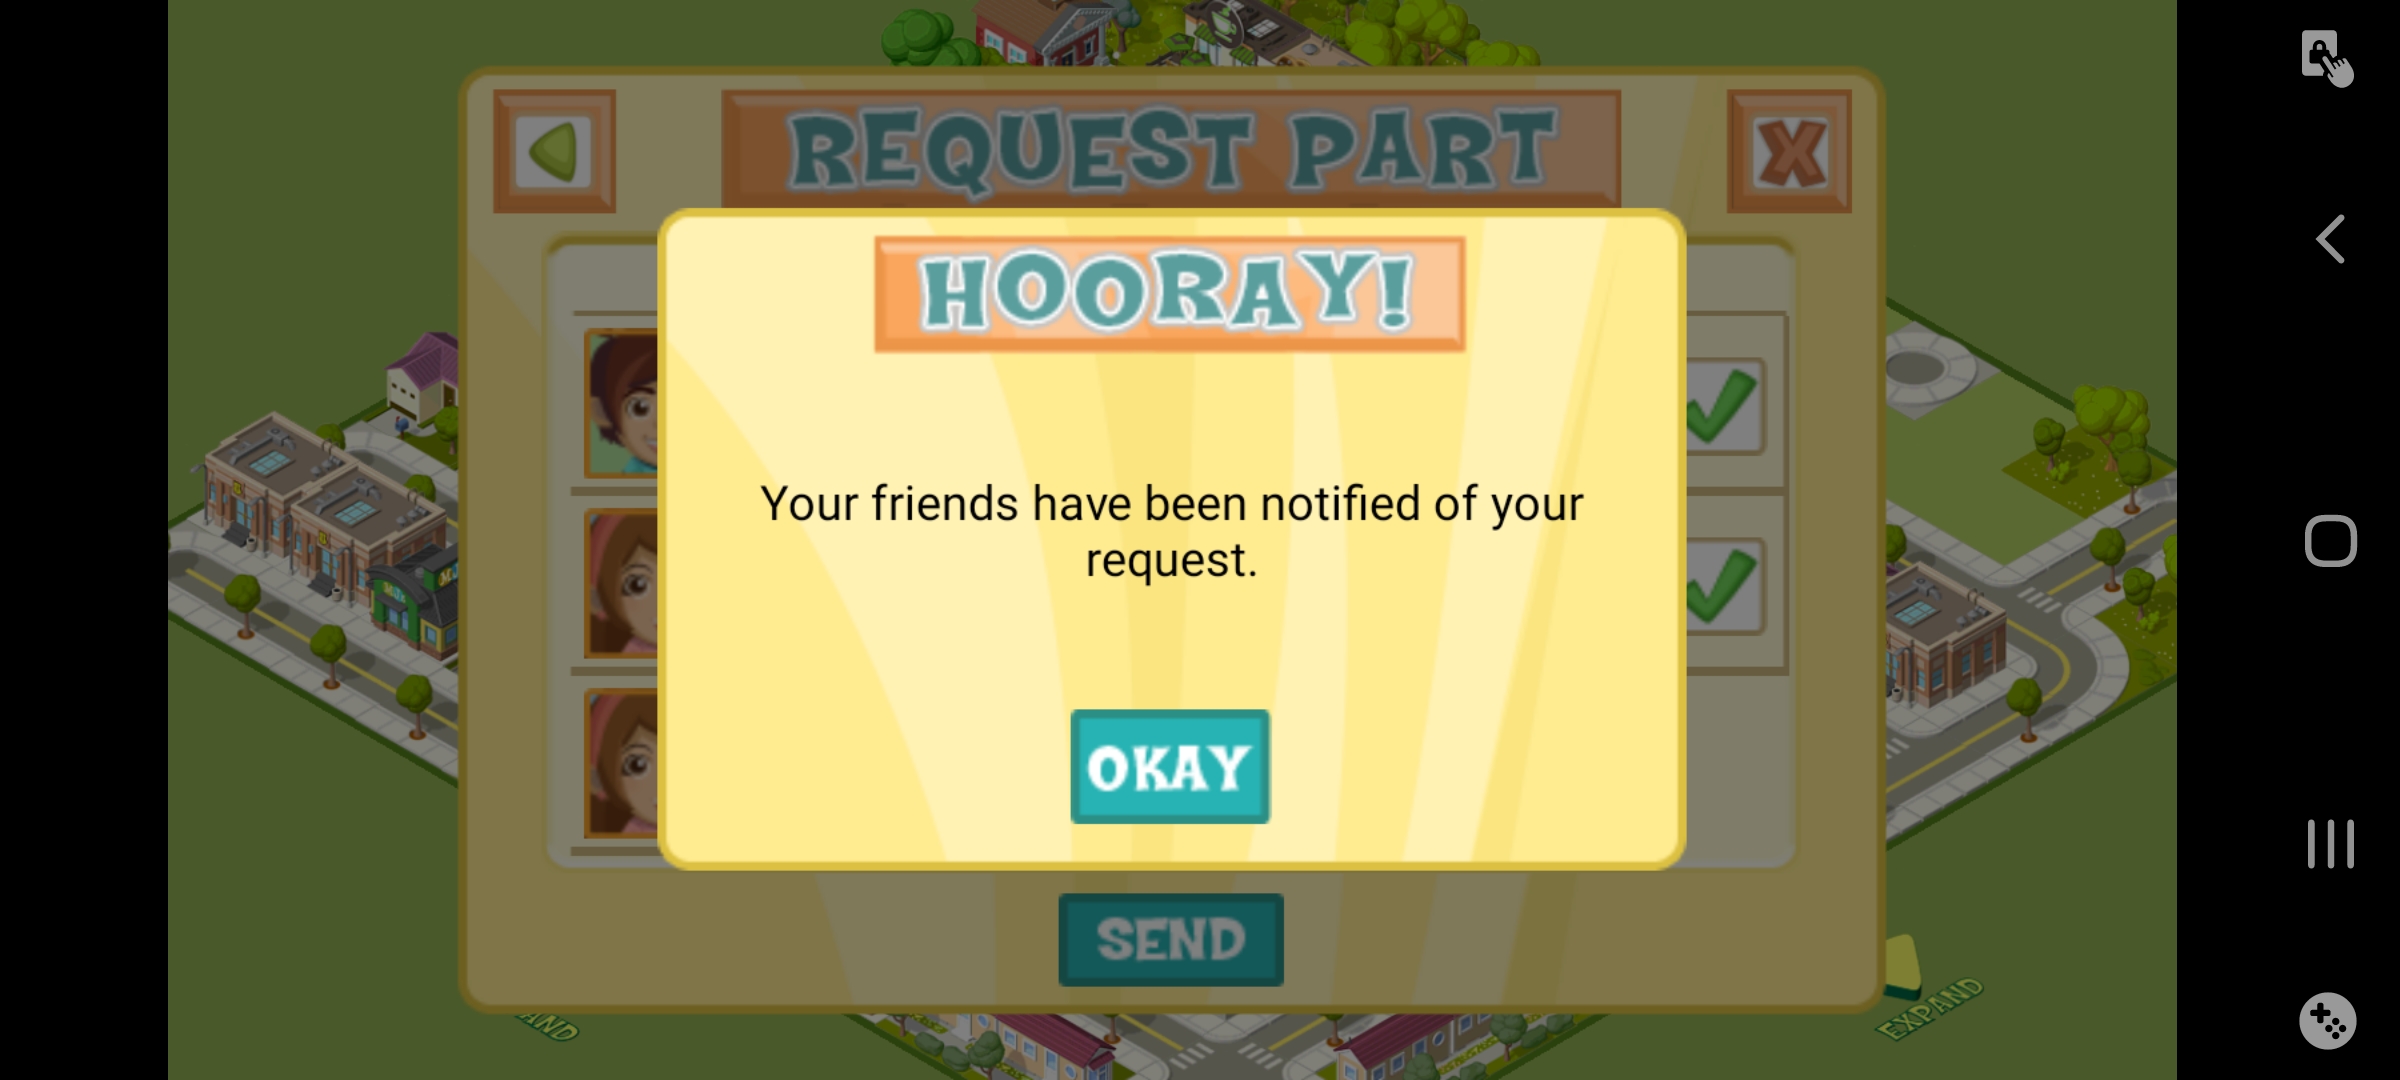 REQUEST PART
HOORAY!
Your friends have been notified of your
request.
OKAY
SEND
EXPAND